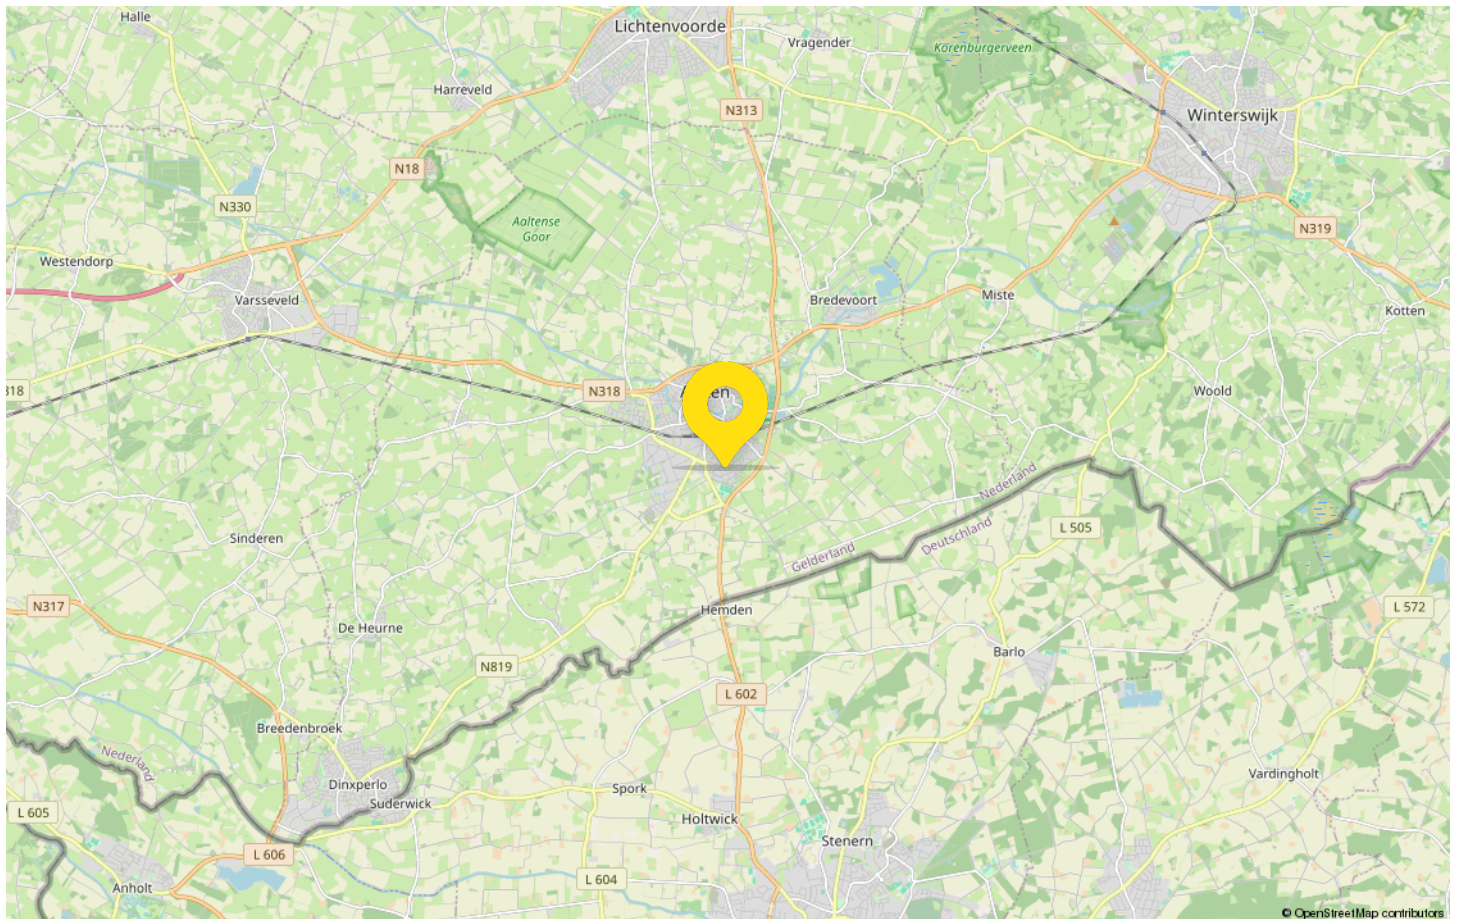 Halle
Lichtenvoorde
Vragender
Korenburgerveen
Harreveld
N313
Winterswijk
N18
N330
Aaltense
Goor
N319
Westendorp
Varsseveld
Bredevoort
Miste
Kotten
N318
Woold
Nederland
L 505
Deutschland
Gelderland
Sinderen
N317
Hemden
L 572
De Heurne
Barlo
N819
L 602
Breedenbroek
Nederland
Dinxperlo
Vardingholt
Spork
Suderwick
L 605
Holtwick
Stenern
L 606
L 604
Anholt
© OpenStreetMap contributors